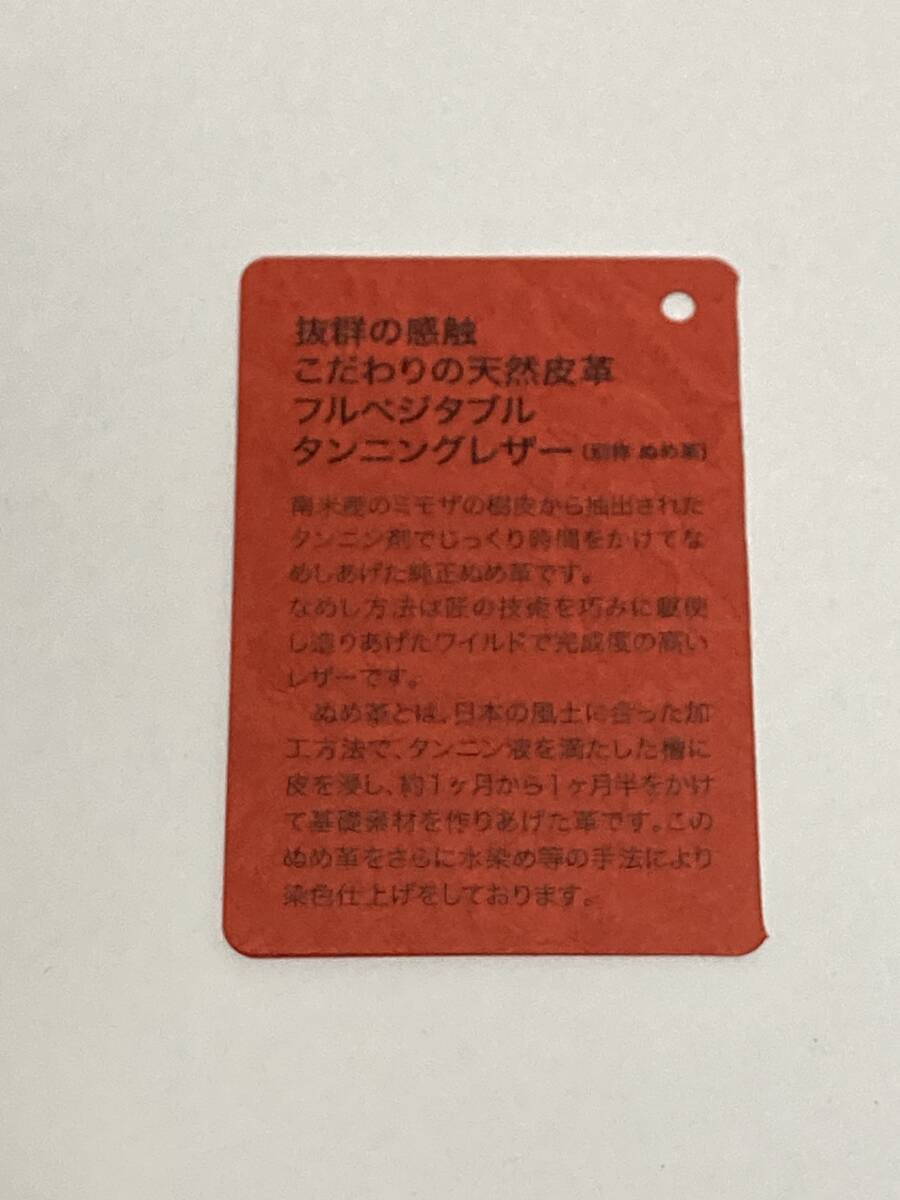 抜群の感触
こだわりの天然皮革
フルベジタブル
タンニングレザー(別称 ぬめ革)
南米産のミモザの樹皮から抽出された
タンニン剤でじっくり時間をかけてな
めしあげた純正ぬめ革です。
なめし方法は匠の技術を巧みに駆使
し造りあげたワイルドで完成度の高い
レザーです。
ぬめ革とは、日本の風土に合った加
工方法で、タンニン液を満たした槽に
皮を浸し、約1ヶ月から1ヶ月半をかけ
て基礎素材を作りあげた革です。この
ぬめ革をさらに水染め等の手法により
染色仕上げをしております。